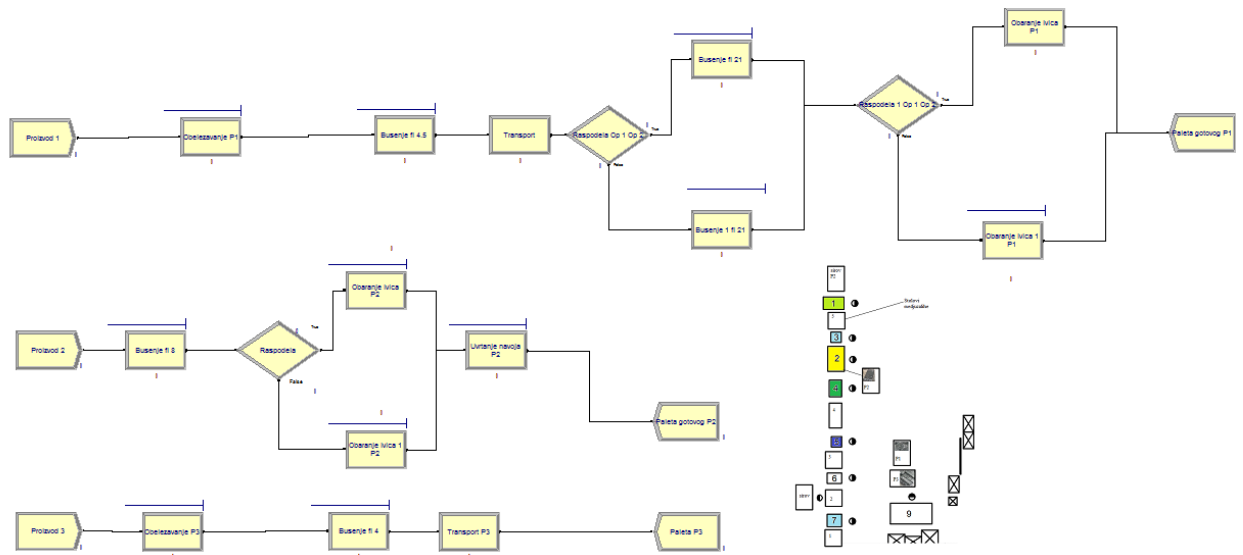 Obaranje ivica
P1
Busenje fi 21
Raspodela 1 Op 1 Op 2
True
False
Proizvod 1
Obelezavanje P1
Busenje fi 4.5
Transport
Raspodela Op 1 Op 2
True
False
Paleta gotovog P1
Busenje 1 fi 21
Obaranje ivica 1
P1
Obaranje ivica
P2
Proizvod 2
Busenje fi 8
Raspodela
True
False
Uvrtanje navoja
P2
Paleta gotovog P2
Obaranje ivica 1
P2
Proizvod 3
Obelezavanje P3
Busenje fi 4
Transport P3
Paleta P3
P2
1
3
2
P2
4
4
P1
6
P3
9
7